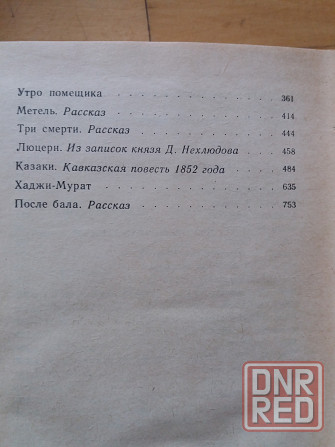 Утро помещика . . . . . . . . . . . . . 361
Метель. Рассказ . . . . . . . . . . . . 414
Три смерти. Рассказ . . . . . . . . . . 444
Люцерн. Из записок князя Д. Нехлюдова . 458
Казаки. Кавказская повесть 1852 года . . 484
Хаджи-Мурат . . . . . . . . . . . . . . 635
После бала. Рассказ . . . . . . . . . . 753
DNR
RED